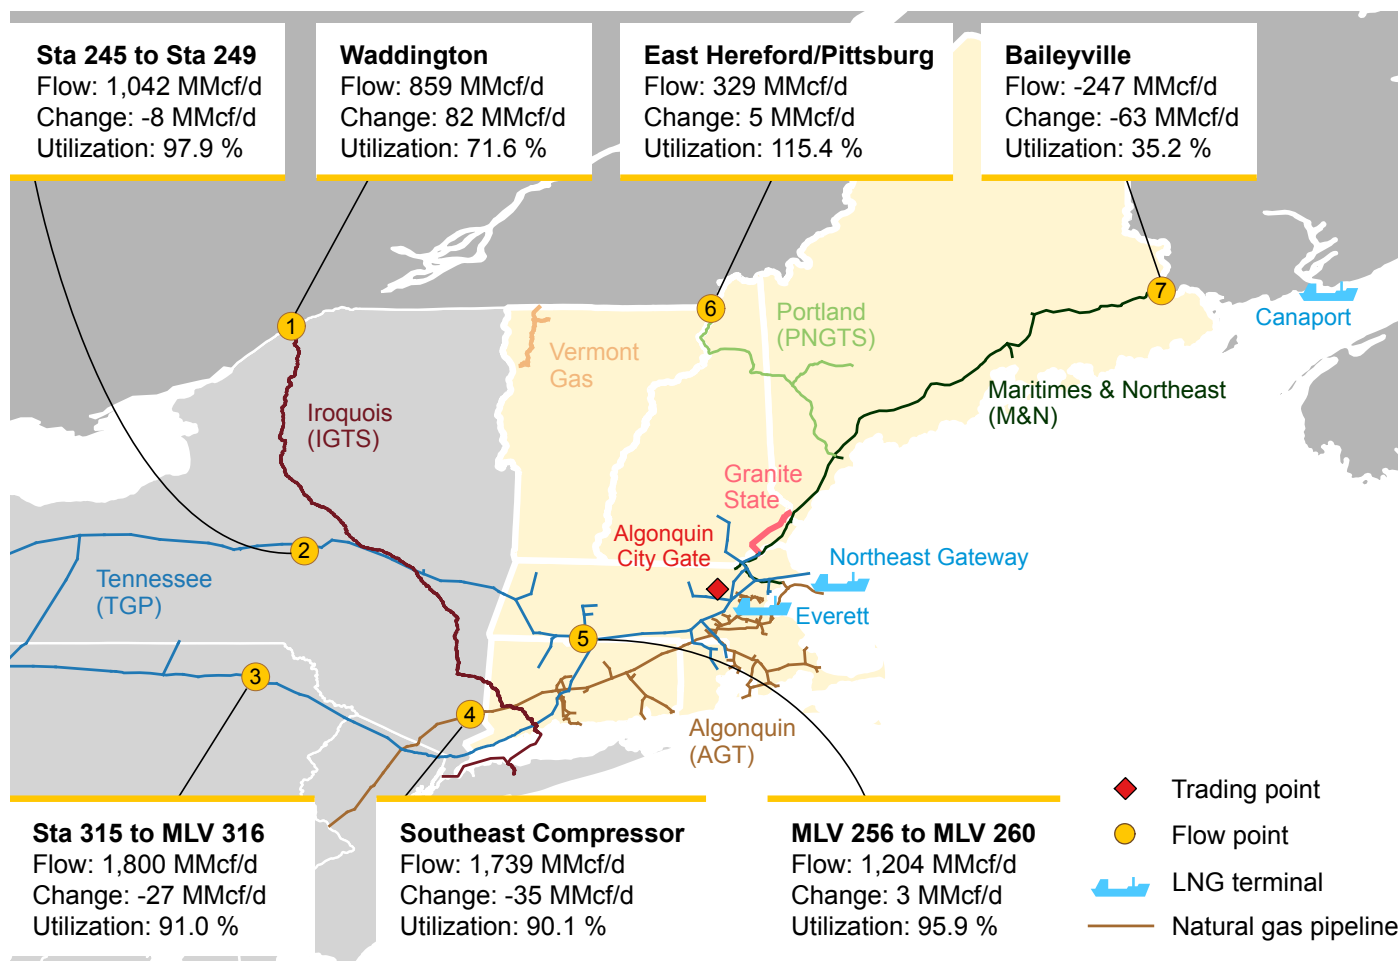 Sta 245 to Sta 249
Flow: 1,042 MMcf/d
Change: -8 MMcf/d
Utilization: 97.9 %
Waddington
Flow: 859 MMcf/d
Change: 82 MMcf/d
Utilization: 71.6 %
East Hereford/Pittsburg
Flow: 329 MMcf/d
Change: 5 MMcf/d
Utilization: 115.4 %
Baileyville
Flow: -247 MMcf/d
Change: -63 MMcf/d
Utilization: 35.2 %
1
6
7
Vermont
Gas
Portland
(PNGTS)
Canaport
Iroquois
(IGTS)
Maritimes & Northeast
(M&N)
Granite
State
Algonquin
City Gate
2
Northeast Gateway
Tennessee
(TGP)
Everett
5
3
4
Algonquin
(AGT)
Sta 315 to MLV 316
Flow: 1,800 MMcf/d
Change: -27 MMcf/d
Utilization: 91.0 %
Southeast Compressor
Flow: 1,739 MMcf/d
Change: -35 MMcf/d
Utilization: 90.1 %
MLV 256 to MLV 260
Flow: 1,204 MMcf/d
Change: 3 MMcf/d
Utilization: 95.9 %
Trading point
Flow point
LNG terminal
Natural gas pipeline